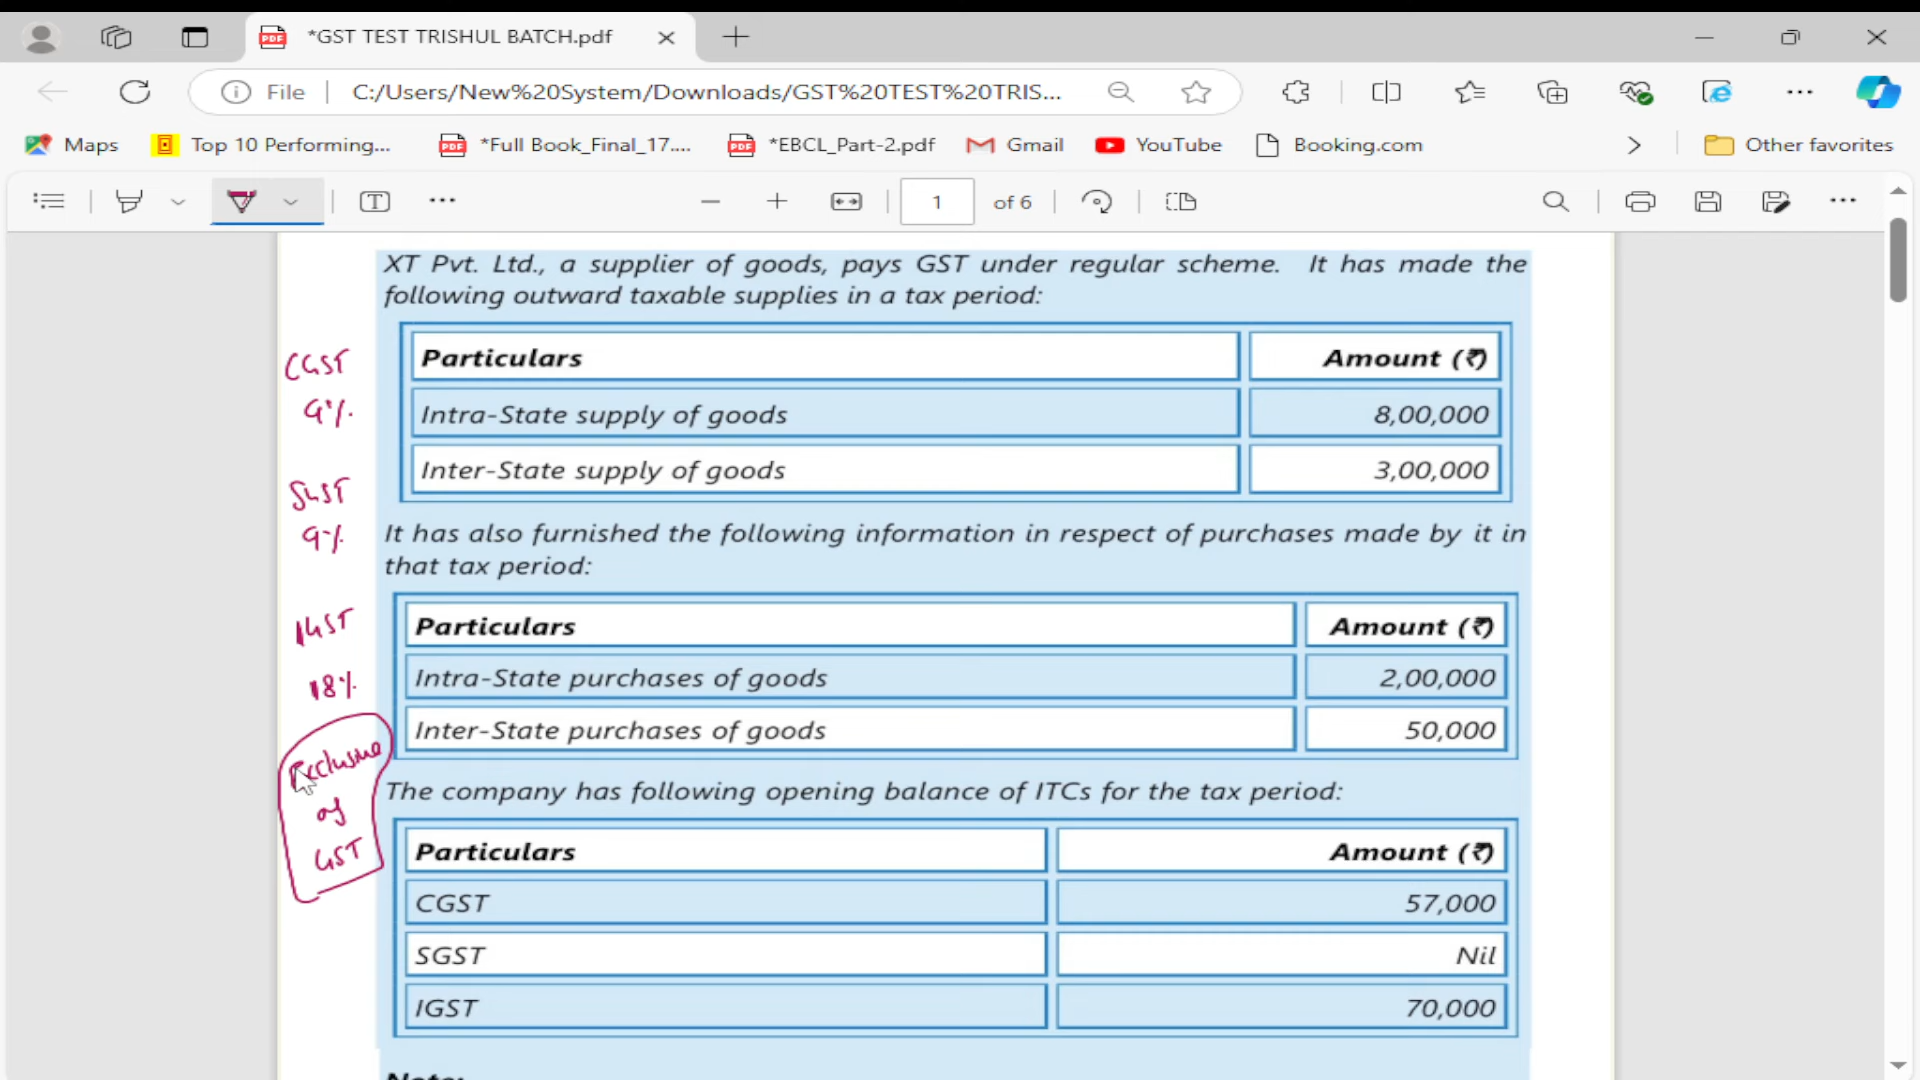 *GST TEST TRISHUL BATCH.pdf
File
C:/Users/New%20System/Downloads/GST%20TEST%20TRIS...
Maps
Top 10 Performing...
*Full Book_Final_17....
*EBCL_Part-2.pdf
Gmail
YouTube
Booking.com
Other favorites
1 of 6
XT Pvt. Ltd., a supplier of goods, pays GST under regular scheme. It has made the
following outward taxable supplies in a tax period:
CGST
9%
Particulars Amount (₹)
Intra-State supply of goods 8,00,000
Inter-State supply of goods 3,00,000
SGST
9%
It has also furnished the following information in respect of purchases made by it in
that tax period:
IGST
18%
Particulars Amount (₹)
Intra-State purchases of goods 2,00,000
Inter-State purchases of goods 50,000
Exclusive
of
GST
The company has following opening balance of ITCs for the tax period:
Particulars Amount (₹)
CGST 57,000
SGST Nil
IGST 70,000
Note: